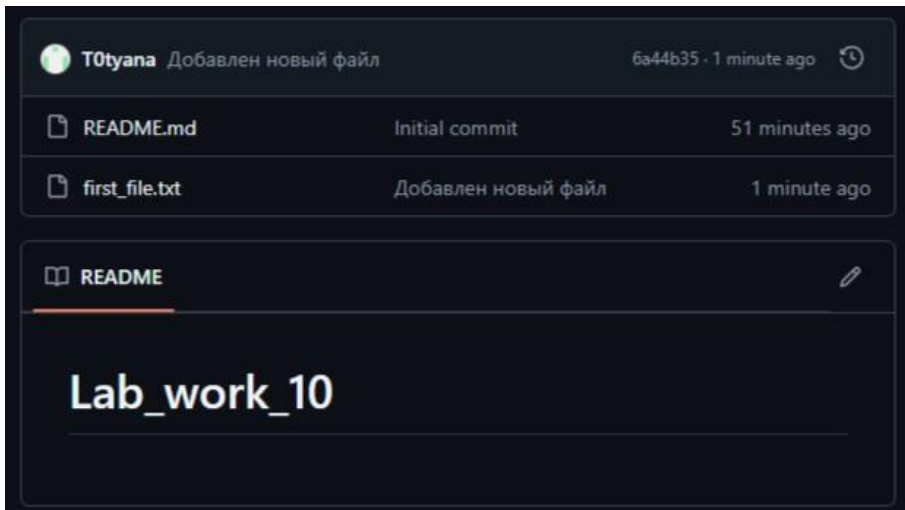 T0tyana Добавлен новый файл 6a44b35 · 1 minute ago
README.md Initial commit 51 minutes ago
first_file.txt Добавлен новый файл 1 minute ago
README
Lab_work_10